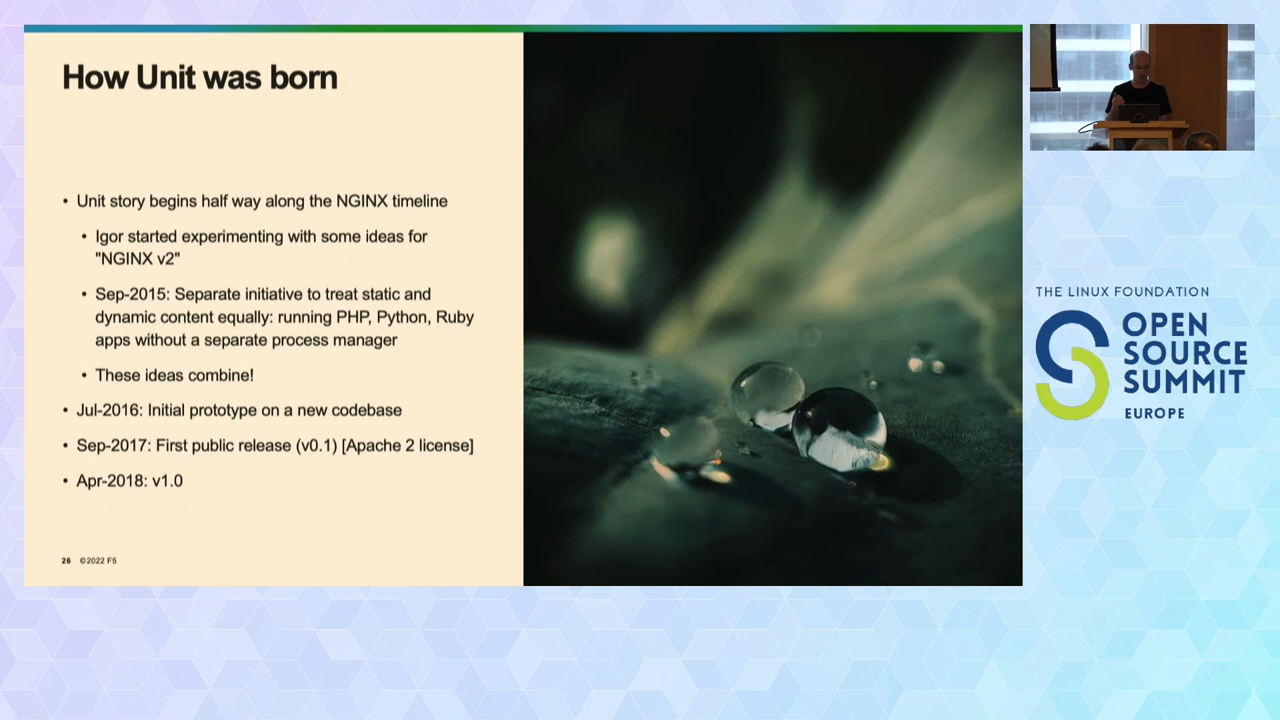 How Unit was born
• Unit story begins half way along the NGINX timeline
• Igor started experimenting with some ideas for
"NGINX v2"
• Sep-2015: Separate initiative to treat static and
dynamic content equally: running PHP, Python, Ruby
apps without a separate process manager
• These ideas combine!
• Jul-2016: Initial prototype on a new codebase
• Sep-2017: First public release (v0.1) [Apache 2 license]
• Apr-2018: v1.0
26 ©2022 F5
THE LINUX FOUNDATION
OPEN
SOURCE
SUMMIT
EUROPE